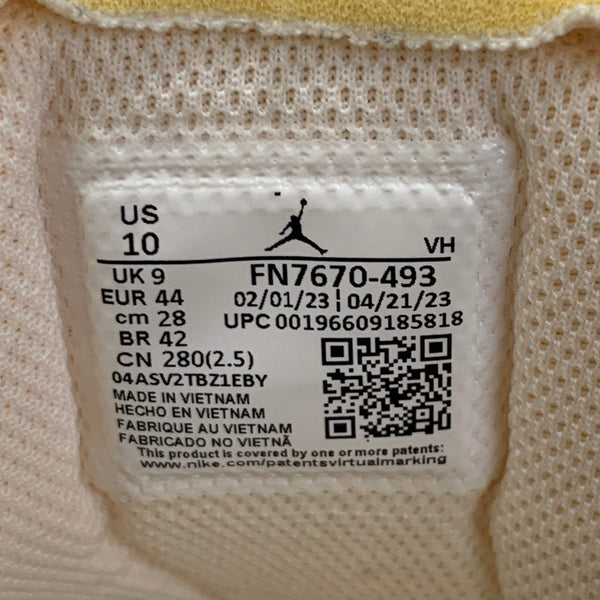 US
10
VH
UK 9
FN7670-493
EUR 44
02/01/23 | 04/21/23
cm 28
UPC 00196609185818
BR 42
CN 280(2.5)
04ASV2TBZ1EBY
MADE IN VIETNAM
HECHO EN VIETNAM
FABRIQUE AU VIETNAM
FABRICADO NO VIETNÃ
This product is covered by one or more patents:
www.nike.com/patentsvirtualmarking